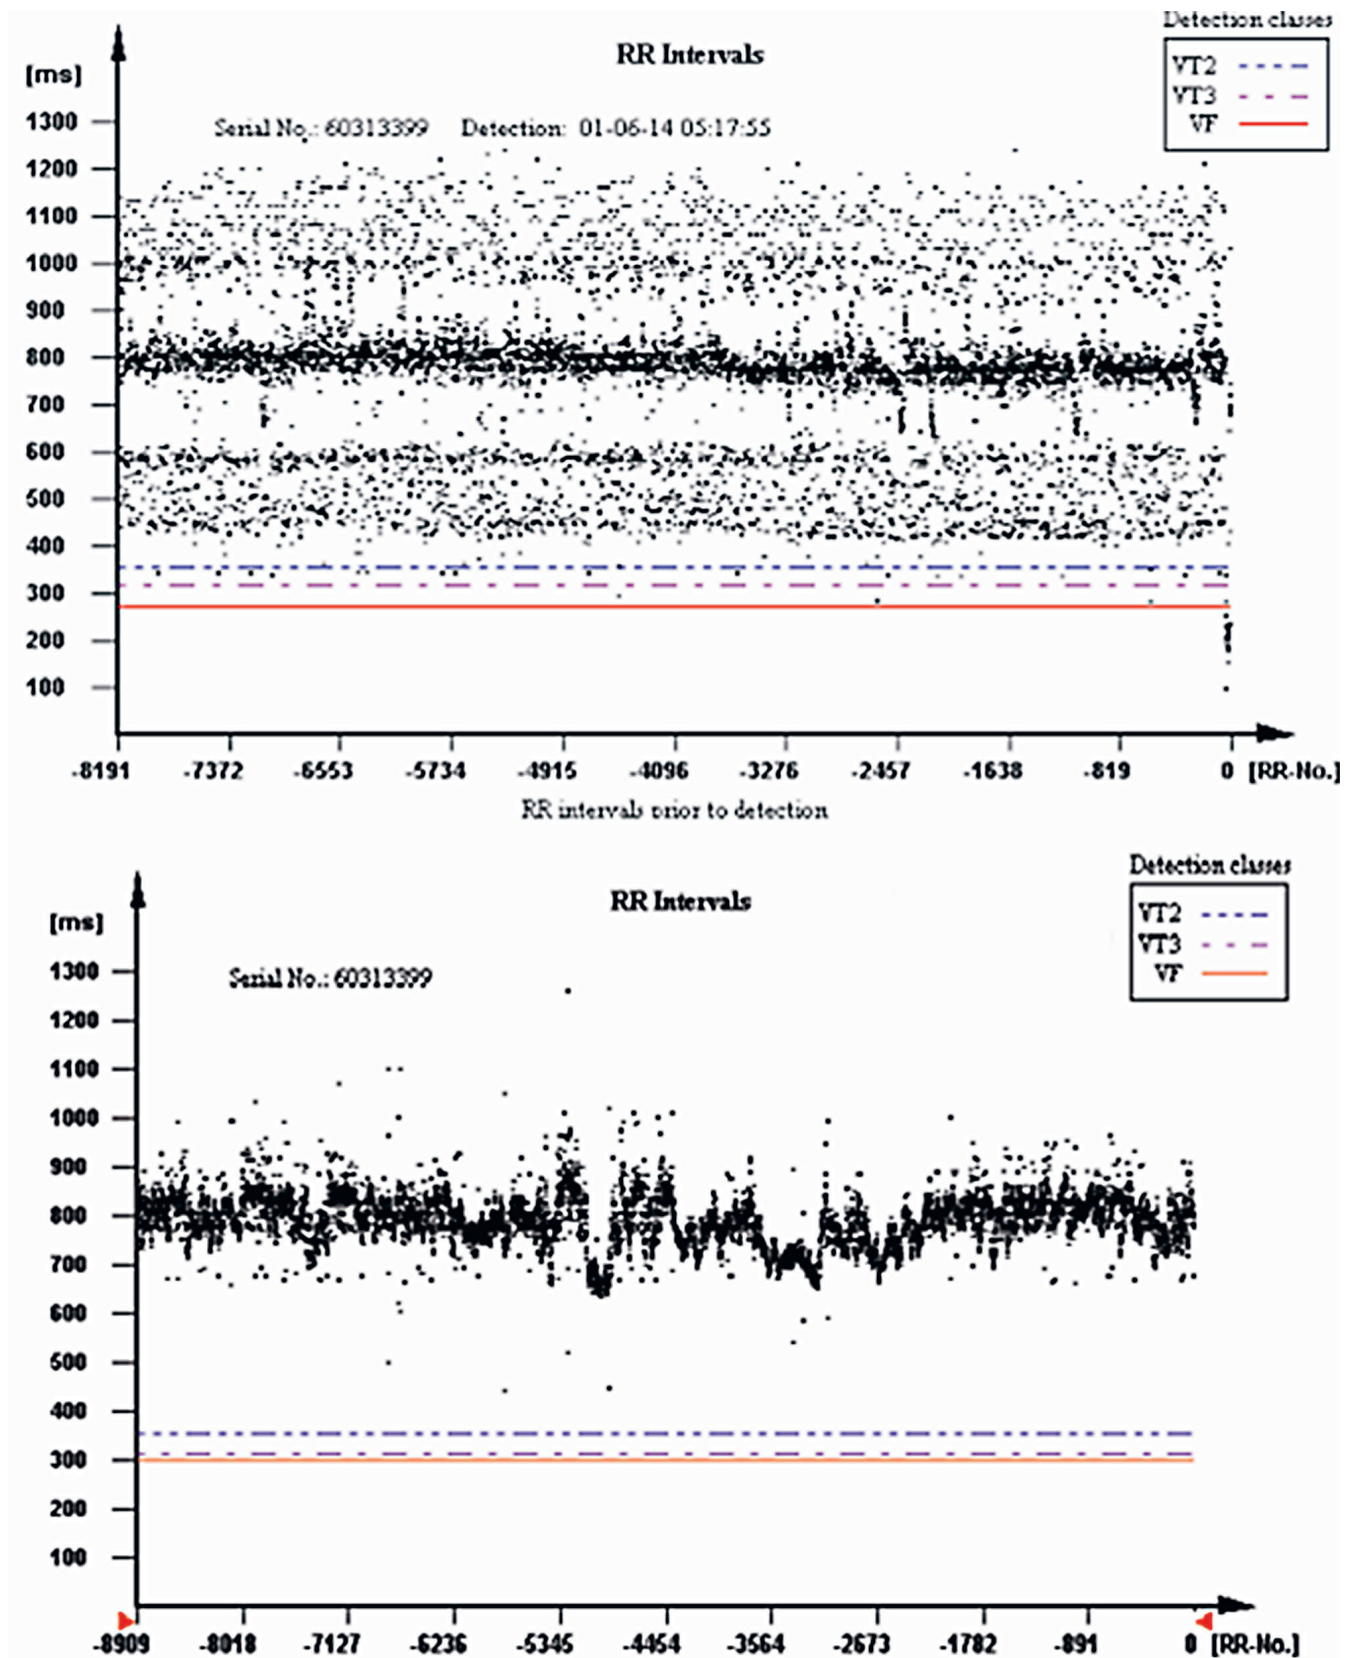 Detection classes
RR Intervals
[ms]
VT2
VT3
VF
Serial No.: 60313399 Detection: 01-06-14 05:17:55
1300
1200
1100
1000
900
800
700
600
500
400
300
200
100
-8191 -7372 -6553 -5734 -4915 -4096 -3276 -2457 -1638 -819 0 [RR-No.]
RR intervals prior to detection
Detection classes
RR Intervals
[ms]
VT2
VT3
VF
Serial No.: 60313399
1300
1200
1100
1000
900
800
700
600
500
400
300
200
100
-8909 -8018 -7127 -6236 -5345 -4454 -3564 -2673 -1782 -891 0 [RR-No.]